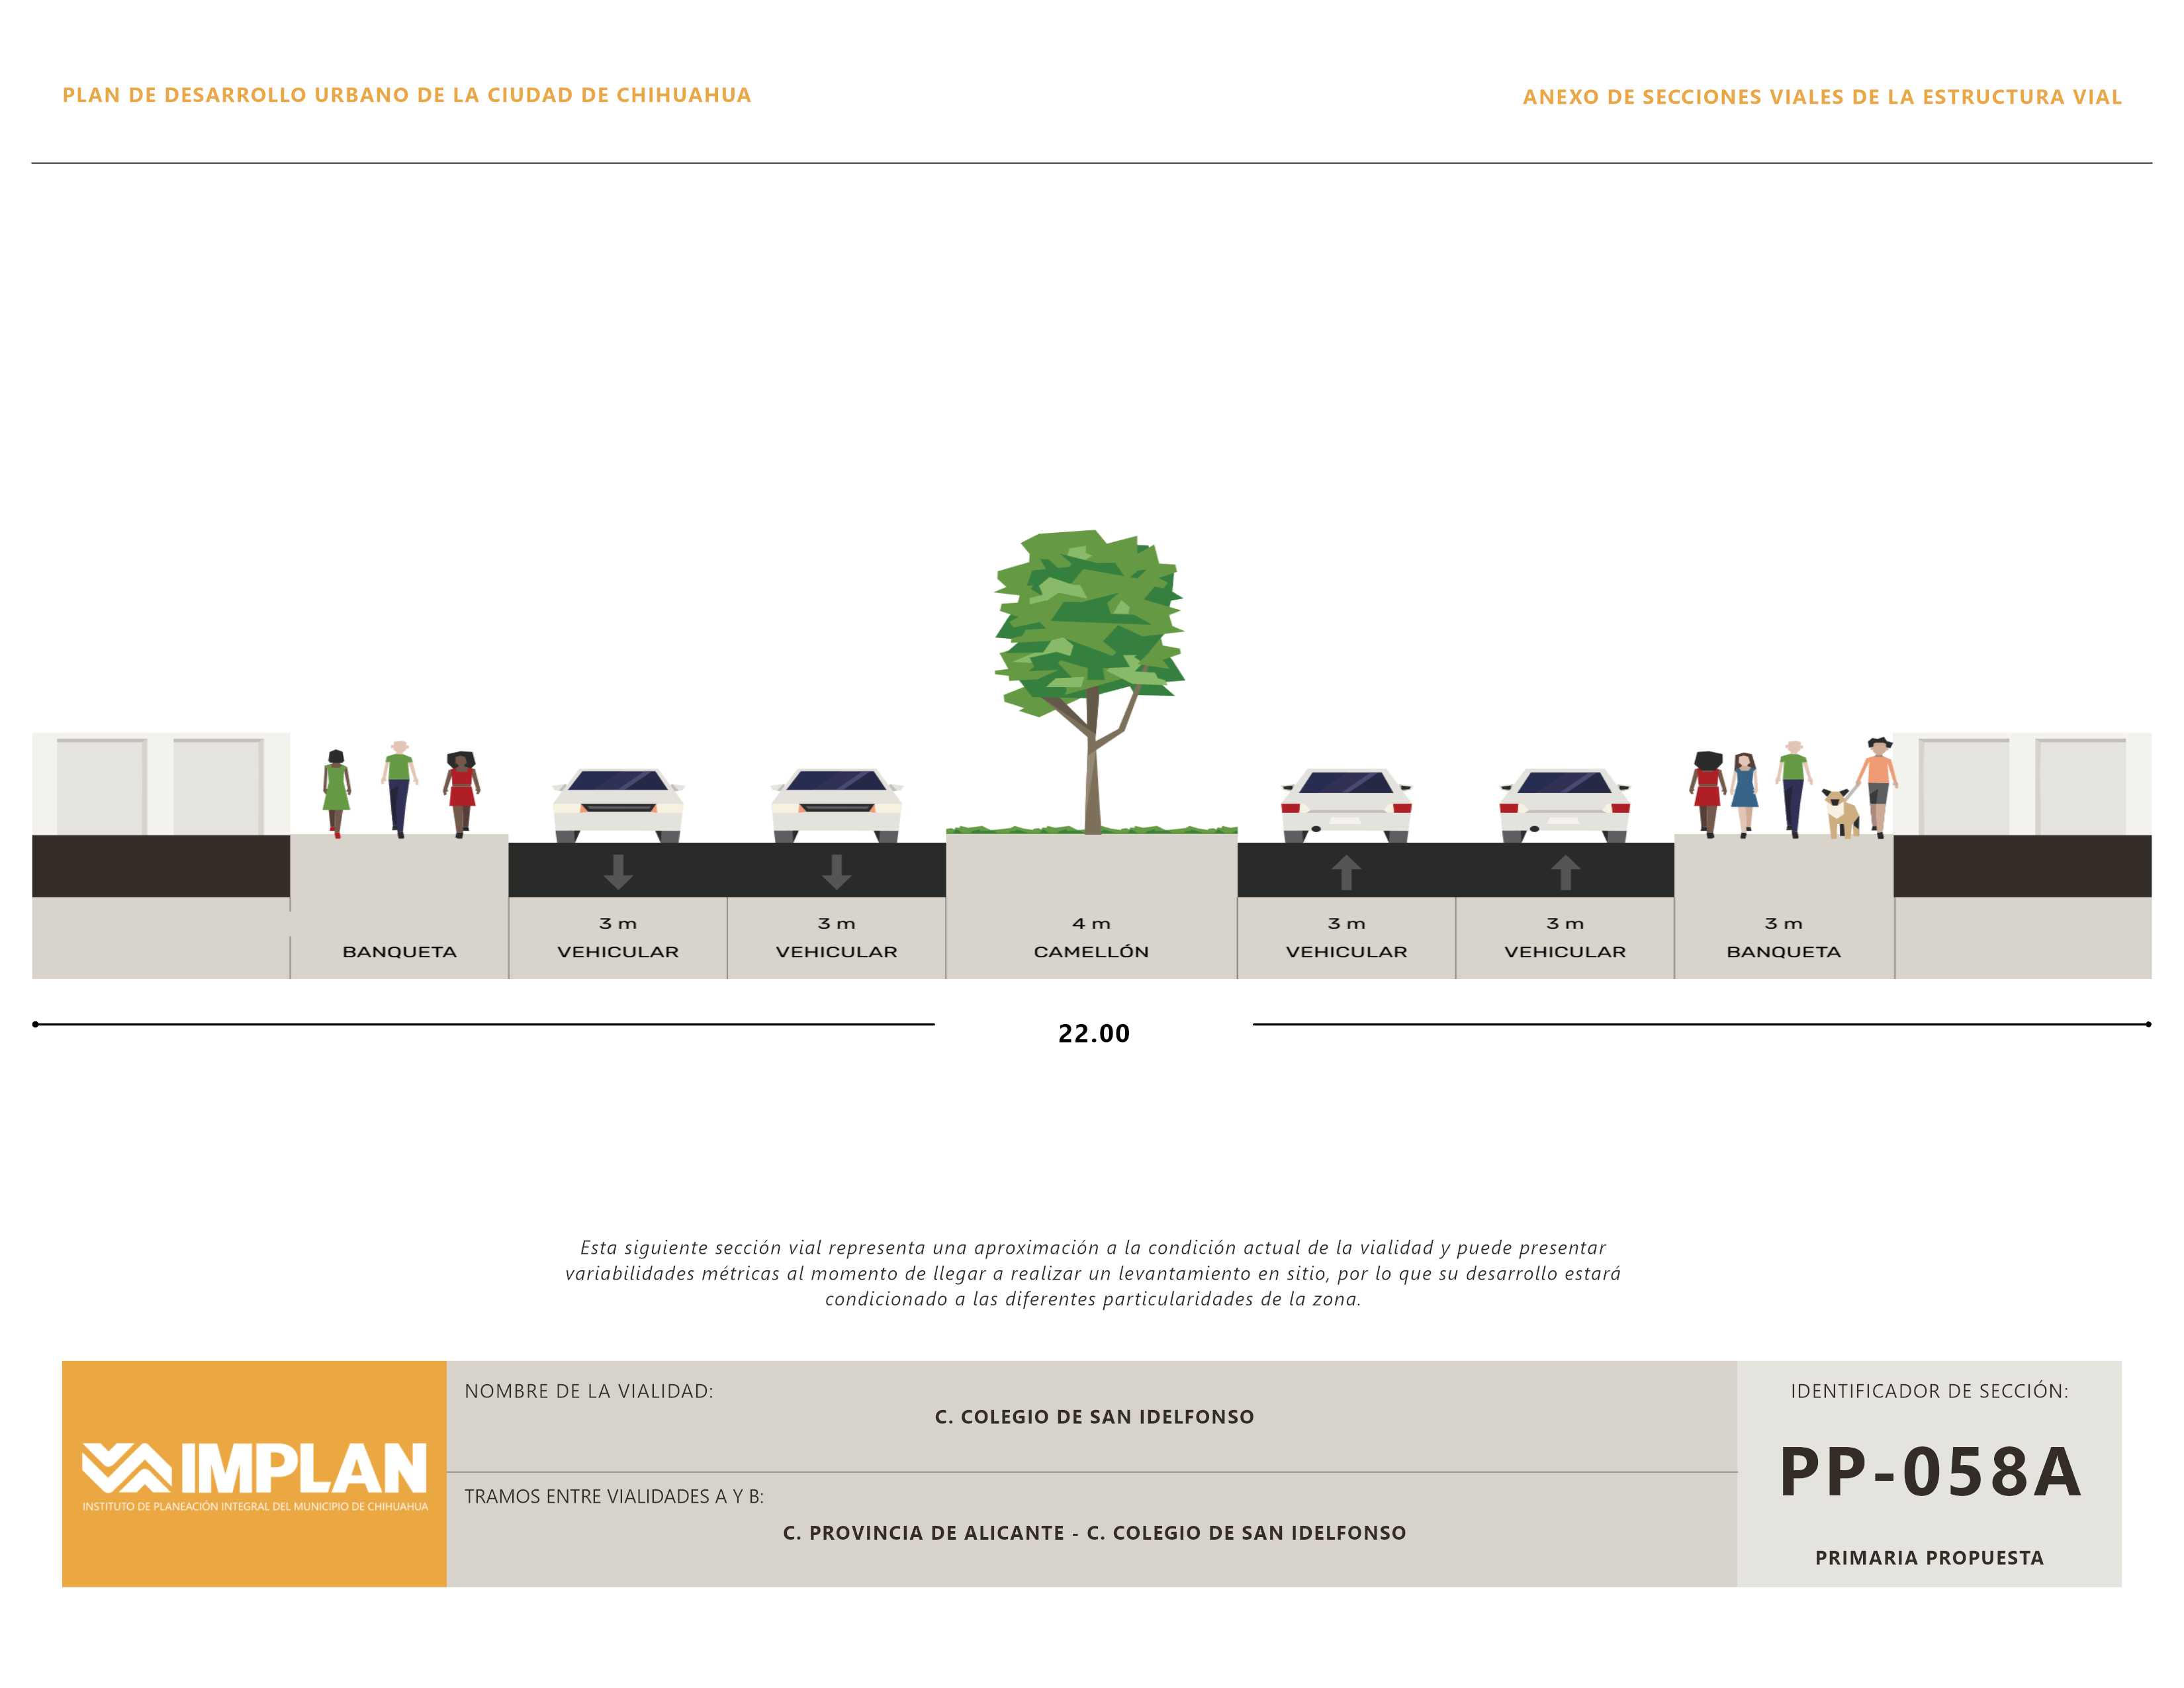 PLAN DE DESARROLLO URBANO DE LA CIUDAD DE CHIHUAHUA
ANEXO DE SECCIONES VIALES DE LA ESTRUCTURA VIAL
BANQUETA
3 m
VEHICULAR
3 m
VEHICULAR
4 m
CAMELLÓN
3 m
VEHICULAR
3 m
VEHICULAR
3 m
BANQUETA
22.00
Esta siguiente sección vial representa una aproximación a la condición actual de la vialidad y puede presentar
variabilidades métricas al momento de llegar a realizar un levantamiento en sitio, por lo que su desarrollo estará
condicionado a las diferentes particularidades de la zona.
IMPLAN
INSTITUTO DE PLANEACIÓN INTEGRAL DEL MUNICIPIO DE CHIHUAHUA
NOMBRE DE LA VIALIDAD:
C. COLEGIO DE SAN IDELFONSO
TRAMOS ENTRE VIALIDADES A Y B:
C. PROVINCIA DE ALICANTE - C. COLEGIO DE SAN IDELFONSO
IDENTIFICADOR DE SECCIÓN:
PP-058A
PRIMARIA PROPUESTA